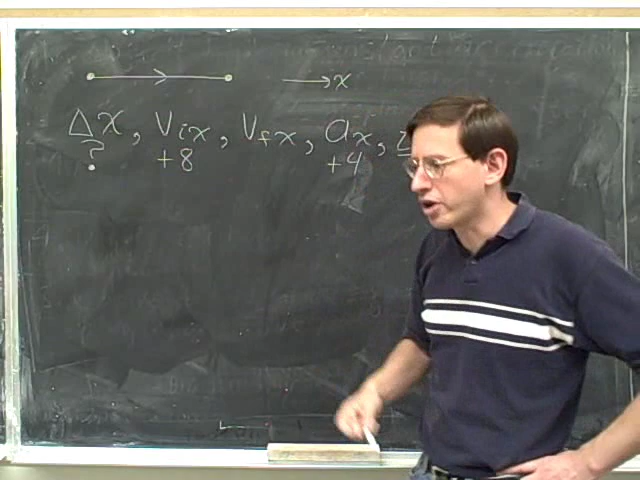 →x
Δx, Vix, Vfx, ax,
? +8 +4